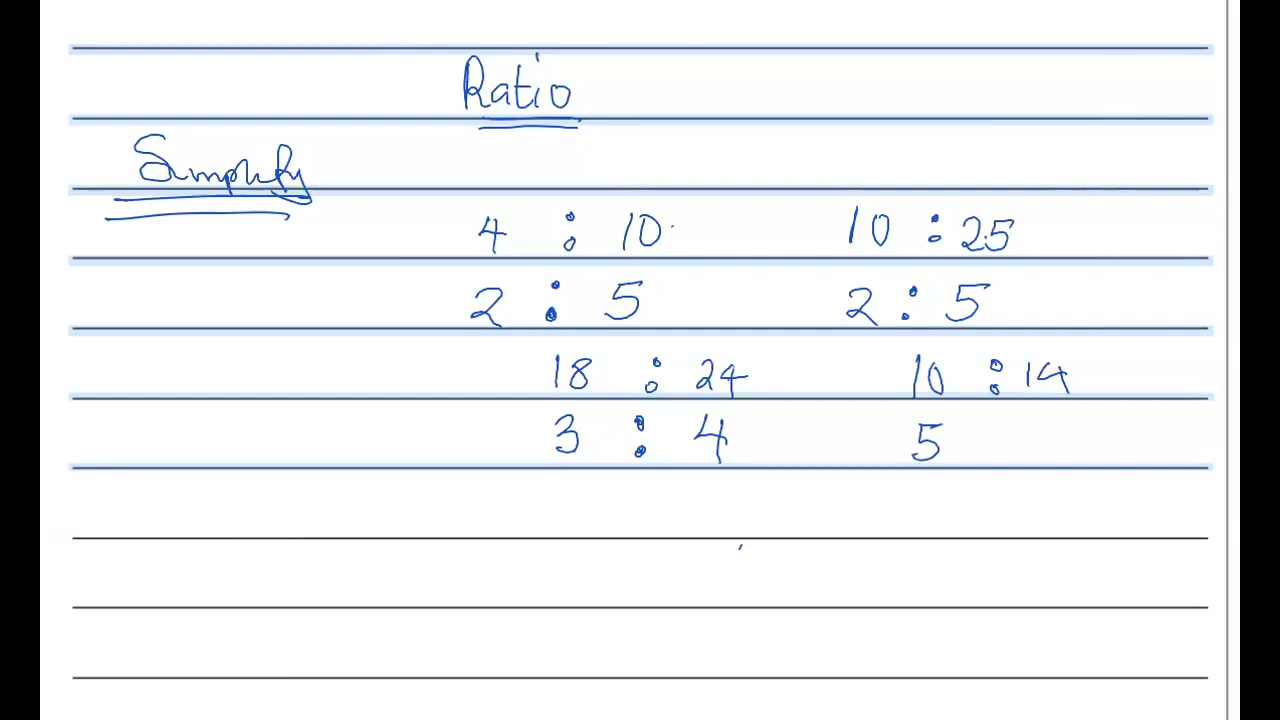 Ratio
Simplify
4 : 10 10 : 25
2 : 5 2 : 5
18 : 24 10 : 14
3 : 4 5